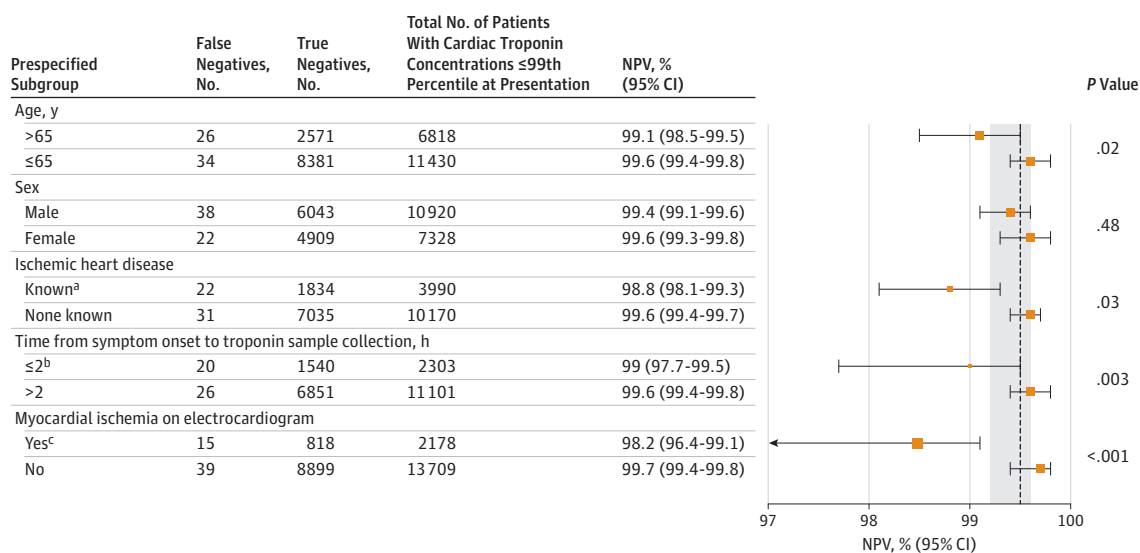 Prespecified Subgroup False Negatives, No. True Negatives, No. Total No. of Patients With Cardiac Troponin Concentrations ≤99th Percentile at Presentation NPV, % (95% CI) P Value
Age, y
>65 26 2571 6818 99.1 (98.5-99.5)
≤65 34 8381 11430 99.6 (99.4-99.8)
.02
Sex
Male 38 6043 10920 99.4 (99.1-99.6)
Female 22 4909 7328 99.6 (99.3-99.8)
.48
Ischemic heart disease
Knownᵃ 22 1834 3990 98.8 (98.1-99.3)
None known 31 7035 10170 99.6 (99.4-99.7)
.03
Time from symptom onset to troponin sample collection, h
≤2ᵇ 20 1540 2303 99 (97.7-99.5)
>2 26 6851 11101 99.6 (99.4-99.8)
.003
Myocardial ischemia on electrocardiogram
Yesᶜ 15 818 2178 98.2 (96.4-99.1)
No 39 8899 13709 99.7 (99.4-99.8)
<.001
97 98 99 100
NPV, % (95% CI)